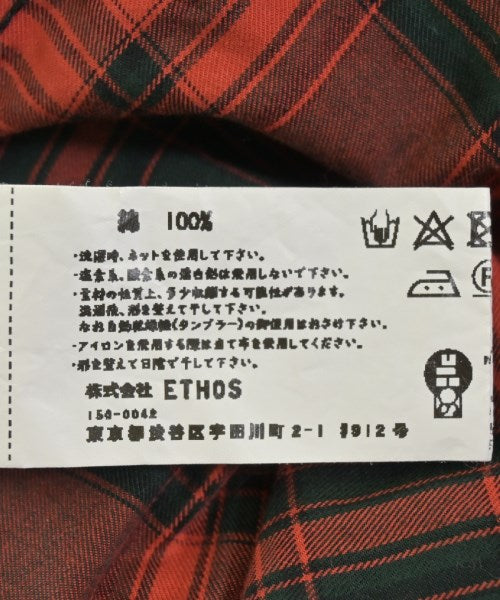 綿 100%
・洗濯時、ネットを使用して下さい。
・塩素系、酸素系の漂白剤は使用しないで下さい。
・素材の性質上、多少収縮する可能性があります。
洗濯後、形を整えて干して下さい。
なお自動乾燥機(タンブラー)の御使用はおさけ下さい。
・アイロンを使用する際は当て布を使用してください。
・形を整えて日陰で干して下さい。
株式会社 ETHOS
150-0042
東京都渋谷区宇田川町2-1 号
P